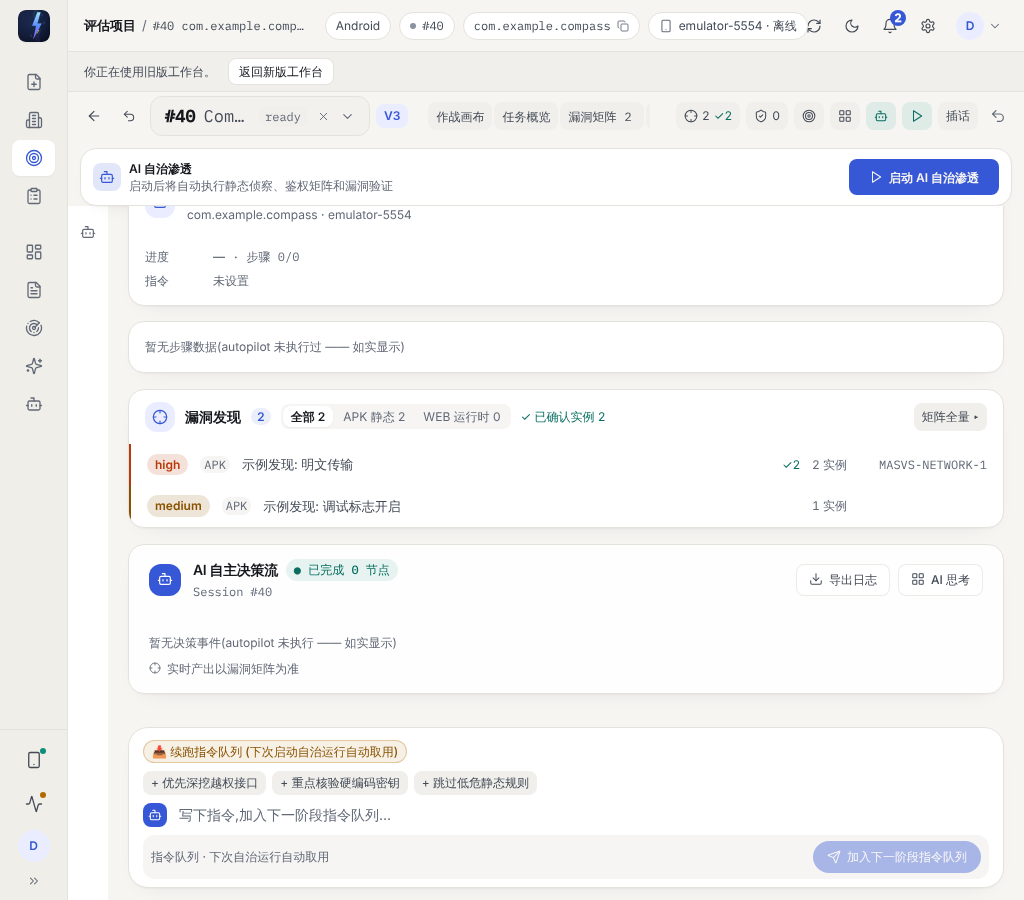 评估项目 / #40 com.example.comp… Android #40 com.example.compass emulator-5554 · 离线 2 D
你正在使用旧版工作台。 返回新版工作台
#40 Com… ready V3 作战画布 任务概览 漏洞矩阵 2 2 ✓2 0 插话
AI 自治渗透
启动后将自动执行静态侦察、鉴权矩阵和漏洞验证
启动 AI 自治渗透
com.example.compass · emulator-5554
进度 — · 步骤 0/0
指令 未设置
暂无步骤数据(autopilot 未执行过 —— 如实显示)
漏洞发现 2 全部 2 APK 静态 2 WEB 运行时 0 ✓ 已确认实例 2 矩阵全量 ▸
high APK 示例发现: 明文传输 ✓2 2 实例 MASVS-NETWORK-1
medium APK 示例发现: 调试标志开启 1 实例
AI 自主决策流 ● 已完成 0 节点
Session #40
导出日志 AI 思考
暂无决策事件(autopilot 未执行 —— 如实显示)
实时产出以漏洞矩阵为准
📥 续跑指令队列 (下次启动自治运行自动取用)
+ 优先深挖越权接口 + 重点核验硬编码密钥 + 跳过低危静态规则
写下指令,加入下一阶段指令队列...
指令队列 · 下次自治运行自动取用 加入下一阶段指令队列
D